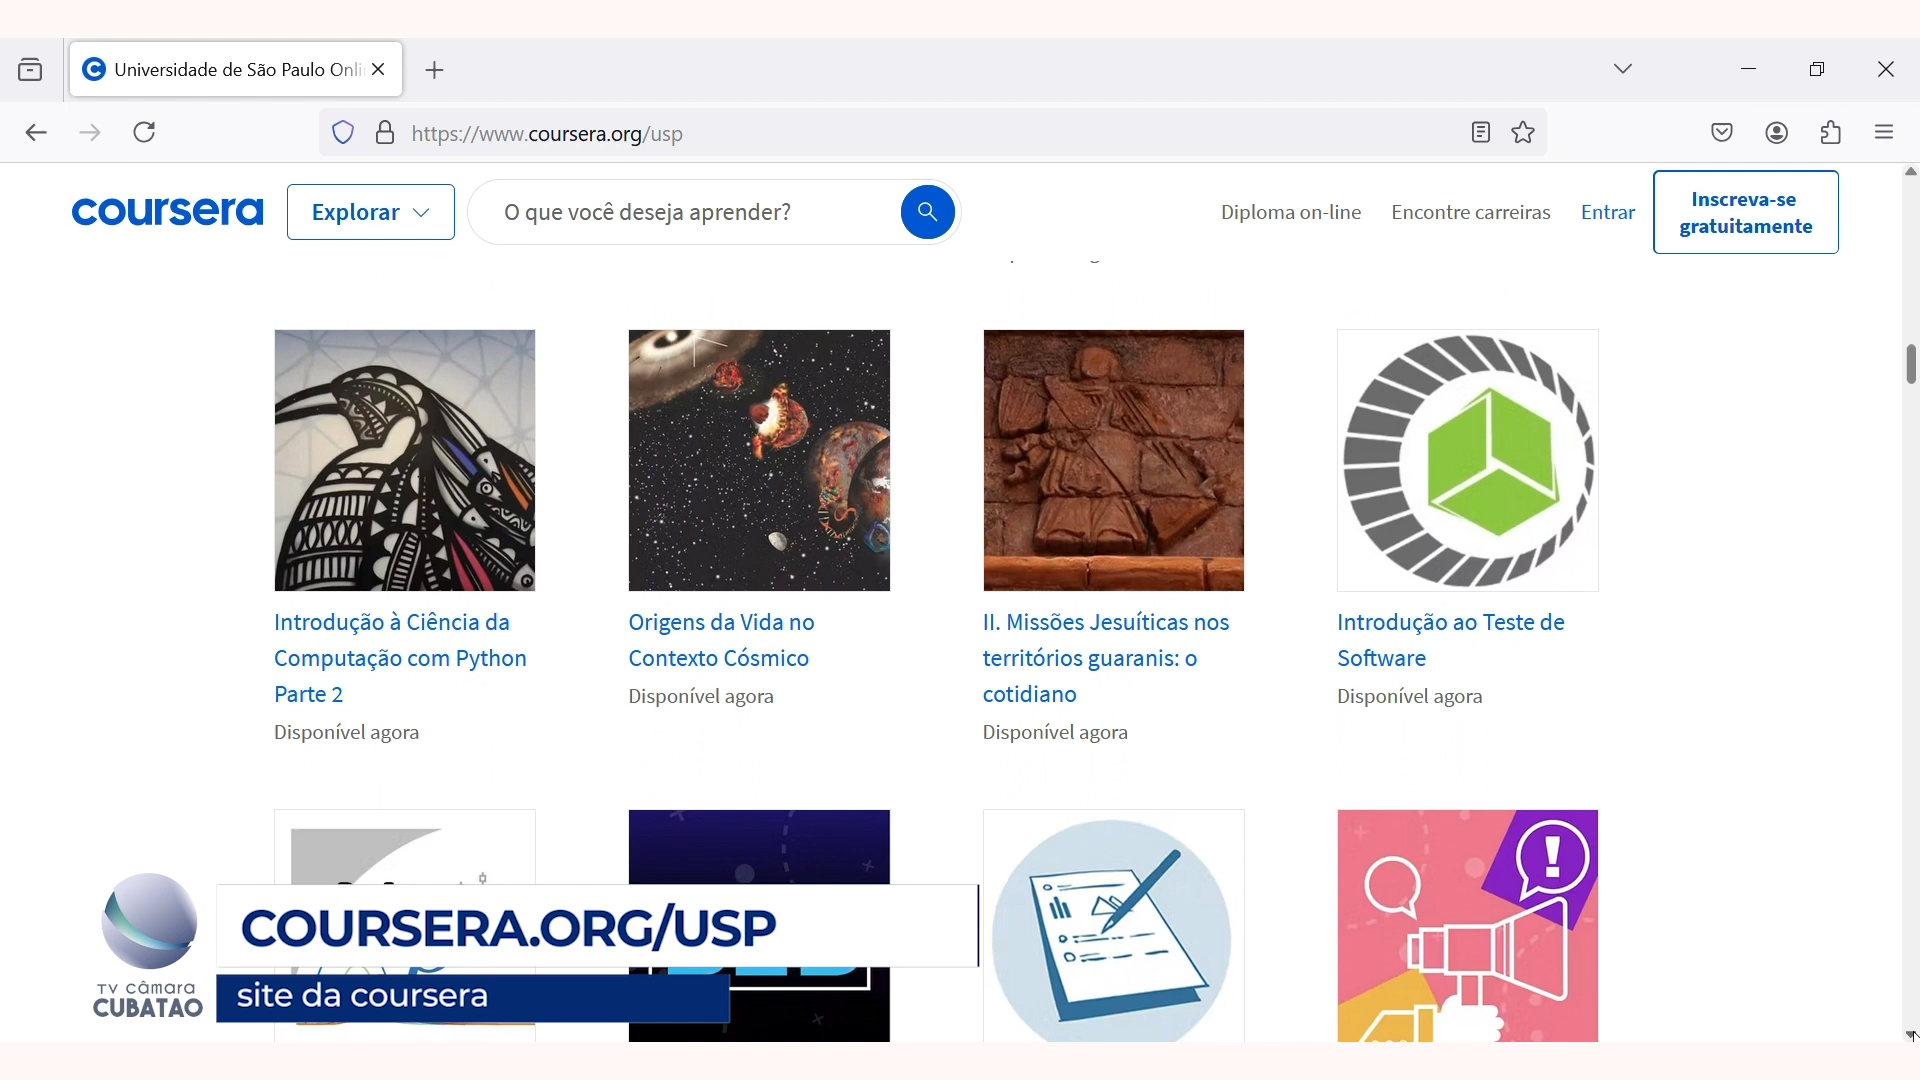 Universidade de São Paulo Onli
https://www.coursera.org/usp
coursera
Explorar
O que você deseja aprender?
Diploma on-line
Encontre carreiras
Entrar
Inscreva-se
gratuitamente
Introdução à Ciência da
Computação com Python
Parte 2
Disponível agora
Origens da Vida no
Contexto Cósmico
Disponível agora
II. Missões Jesuíticas nos
territórios guaranis: o
cotidiano
Disponível agora
Introdução ao Teste de
Software
Disponível agora
COURSERA.ORG/USP
site da coursera
TV CÂMARA
CUBATÃO